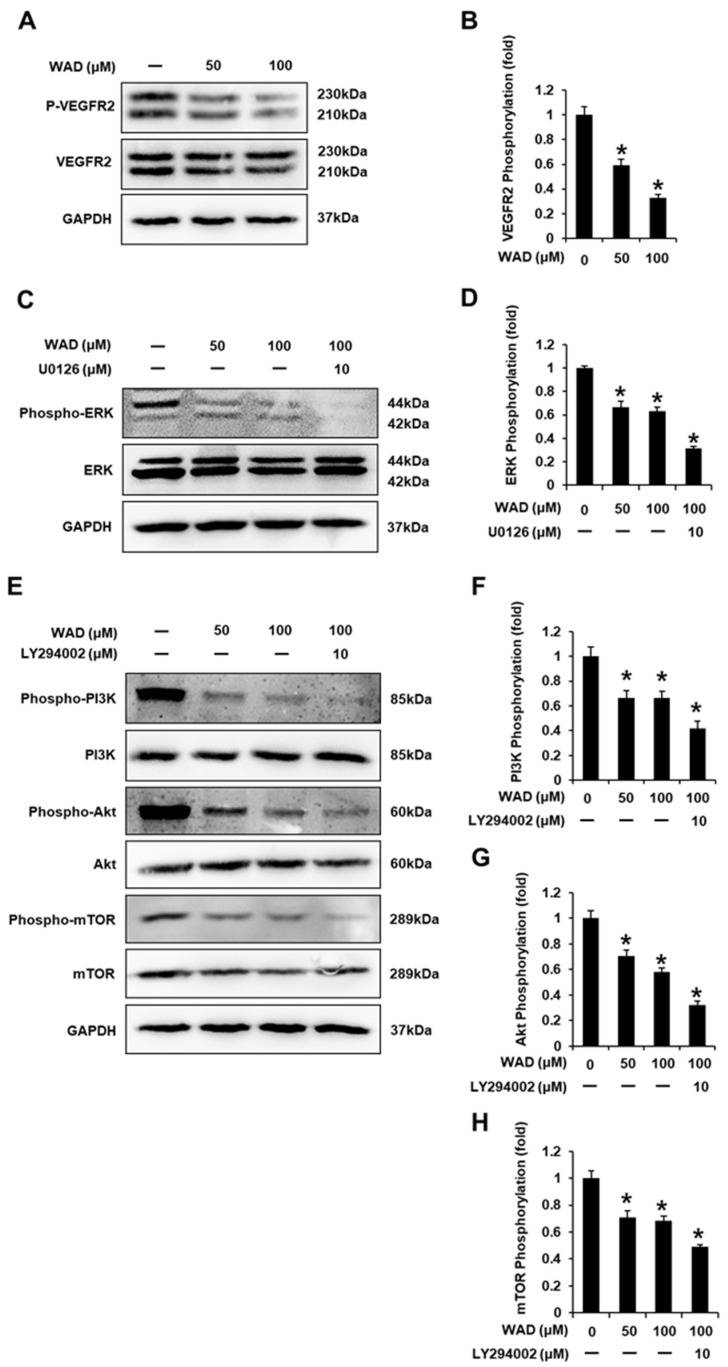 A
WAD (µM) — 50 100
P-VEGFR2 230kDa
210kDa
VEGFR2 230kDa
210kDa
GAPDH 37kDa
B
VEGFR2 Phosphorylation (fold)
1.2
1
0.8
0.6
0.4
0.2
0
* *
WAD (µM) 0 50 100
C
WAD (µM) — 50 100 100
U0126 (µM) — — — 10
Phospho-ERK 44kDa
42kDa
ERK 44kDa
42kDa
GAPDH 37kDa
D
ERK Phosphorylation (fold)
1.2
1
0.8
0.6
0.4
0.2
0
* * *
WAD (µM) 0 50 100 100
U0126 (µM) — — — 10
E
WAD (µM) — 50 100 100
LY294002 (µM) — — — 10
Phospho-PI3K 85kDa
PI3K 85kDa
Phospho-Akt 60kDa
Akt 60kDa
Phospho-mTOR 289kDa
mTOR 289kDa
GAPDH 37kDa
F
PI3K Phosphorylation (fold)
1.2
1
0.8
0.6
0.4
0.2
0
* * *
WAD (µM) 0 50 100 100
LY294002 (µM) — — — 10
G
Akt Phosphorylation (fold)
1.2
1
0.8
0.6
0.4
0.2
0
* * *
WAD (µM) 0 50 100 100
LY294002 (µM) — — — 10
H
mTOR Phosphorylation (fold)
1.2
1
0.8
0.6
0.4
0.2
0
* * *
WAD (µM) 0 50 100 100
LY294002 (µM) — — — 10